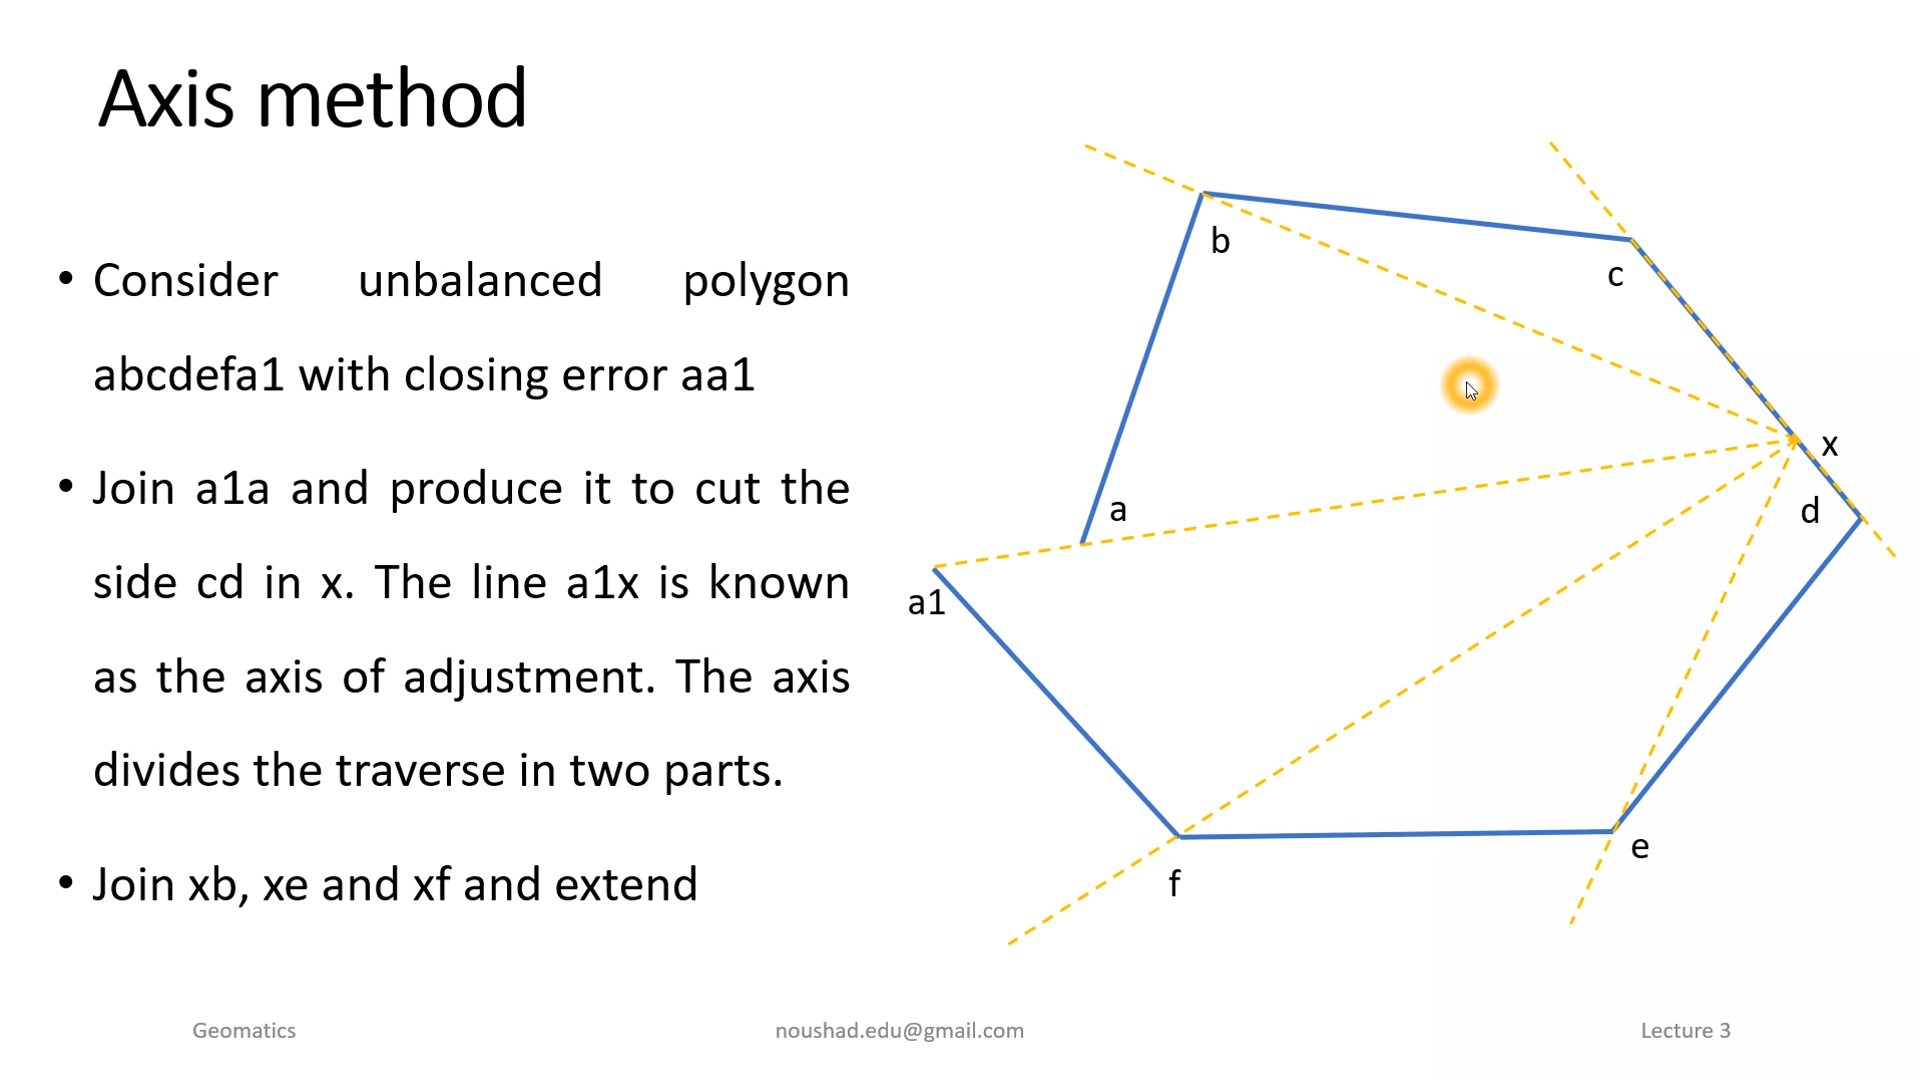 Axis method
• Consider unbalanced polygon
abcdefa1 with closing error aa1
• Join a1a and produce it to cut the
side cd in x. The line a1x is known
as the axis of adjustment. The axis
divides the traverse in two parts.
• Join xb, xe and xf and extend
b
c
x
a
d
a1
e
f
Geomatics
noushad.edu@gmail.com
Lecture 3